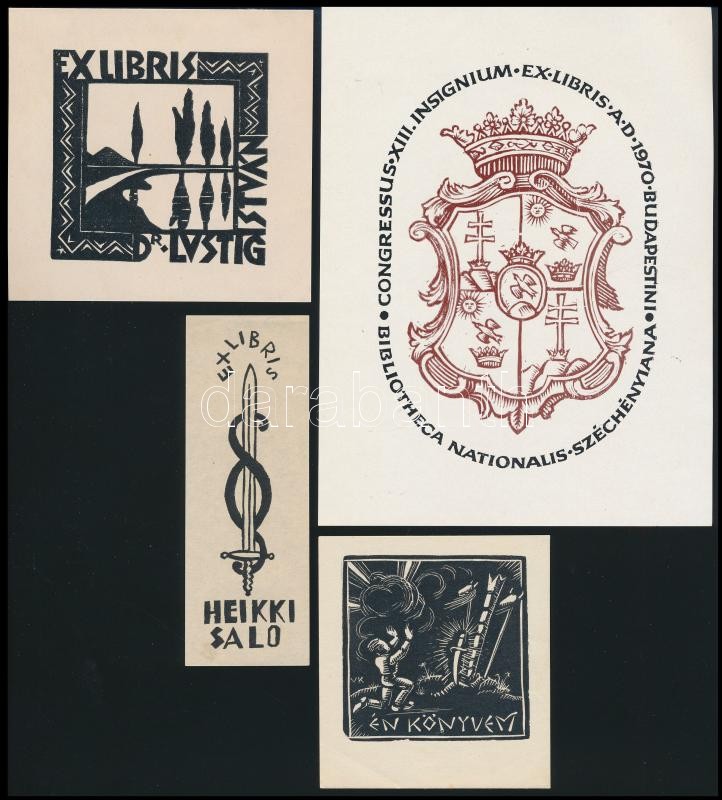 EX LIBRIS
DR. LUSTIG
ISTVÁN
BIBLIOTHECA NATIONALIS • SZÉCHÉNYIANA • CONGRESSUS • XIII. INSIGNIUM • EX • LIBRIS • A • D • 1970 • BUDAPESTINI •
EX LIBRIS
HEIKKI
SALO
ÉN KÖNYVEM
darabanth